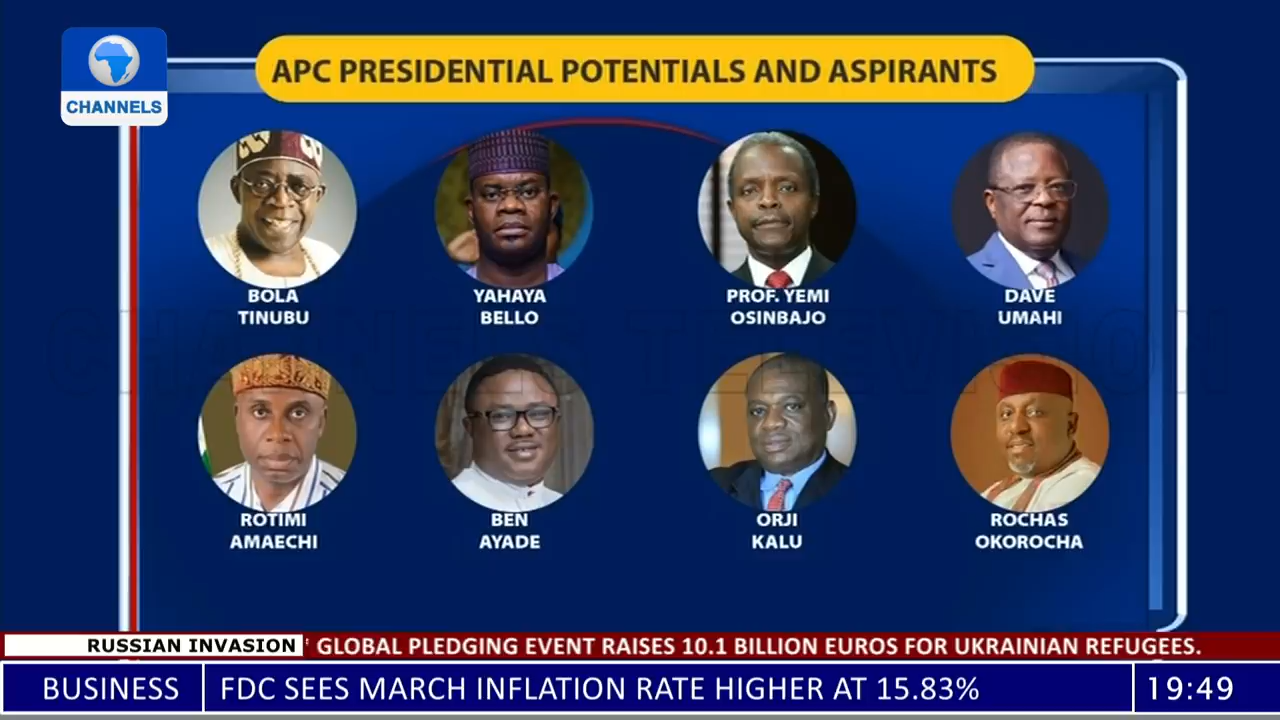 CHANNELS
APC PRESIDENTIAL POTENTIALS AND ASPIRANTS
BOLA
TINUBU
YAHAYA
BELLO
PROF. YEMI
OSINBAJO
DAVE
UMAHI
CHANNELS TELEVISION
ROTIMI
AMAECHI
BEN
AYADE
ORJI
KALU
ROCHAS
OKOROCHA
RUSSIAN INVASION
' GLOBAL PLEDGING EVENT RAISES 10.1 BILLION EUROS FOR UKRAINIAN REFUGEES.
BUSINESS
FDC SEES MARCH INFLATION RATE HIGHER AT 15.83%
19:49